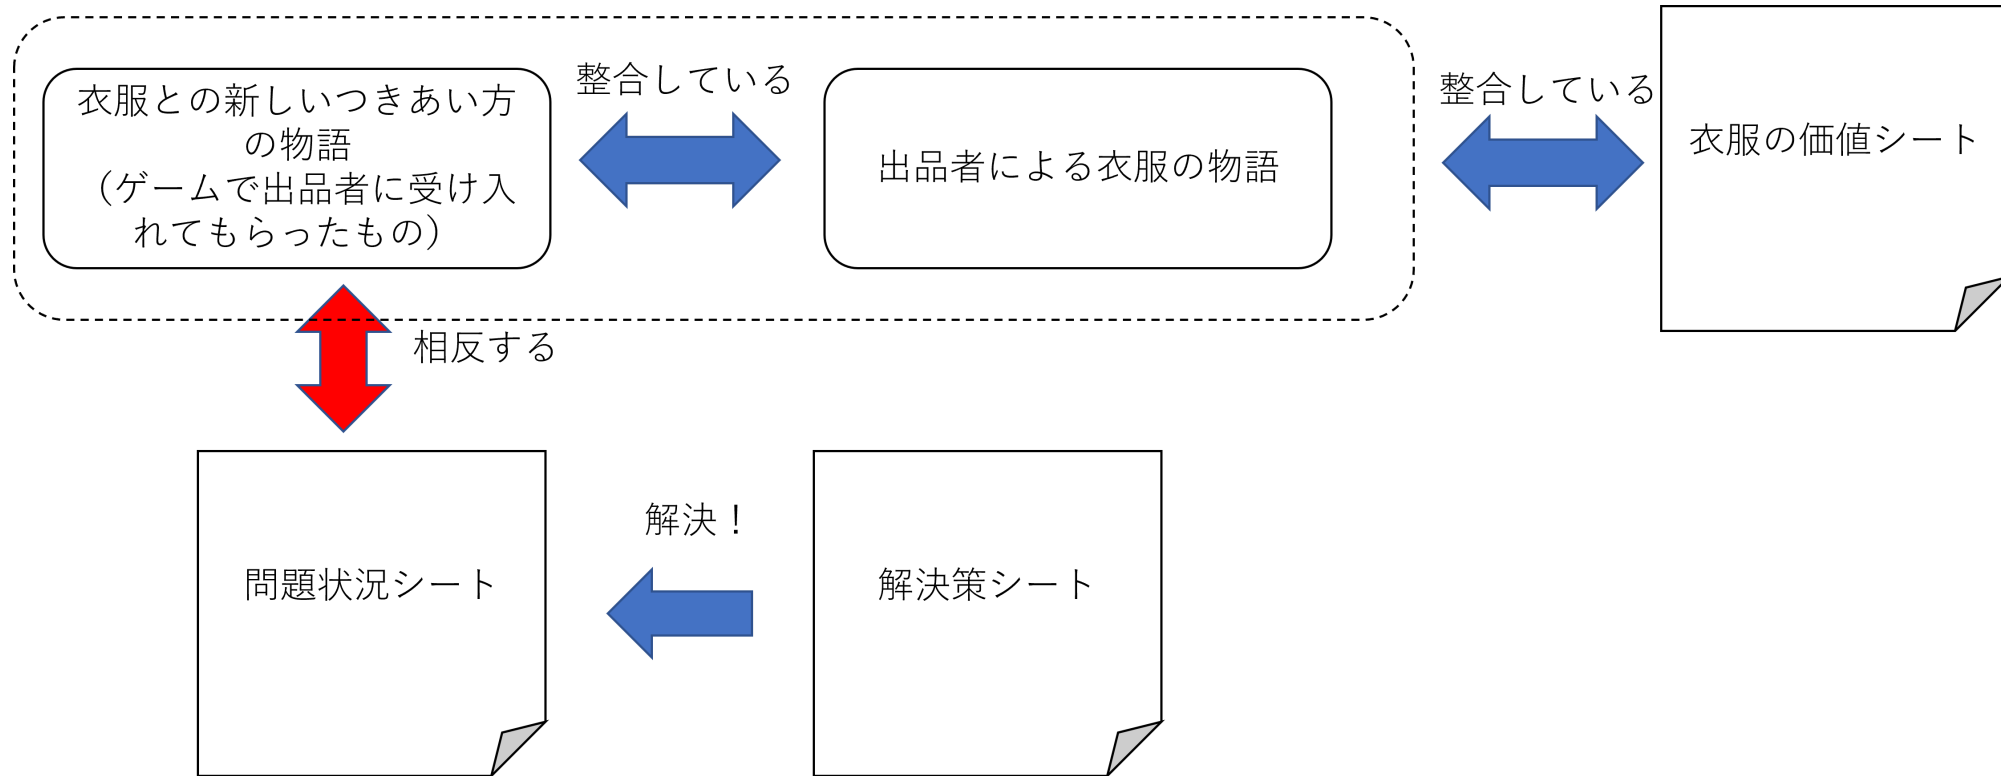 衣服との新しいつきあい方
の物語
（ゲームで出品者に受け入
れてもらったもの）
整合している
出品者による衣服の物語
整合している
衣服の価値シート
相反する
問題状況シート
解決！
解決策シート